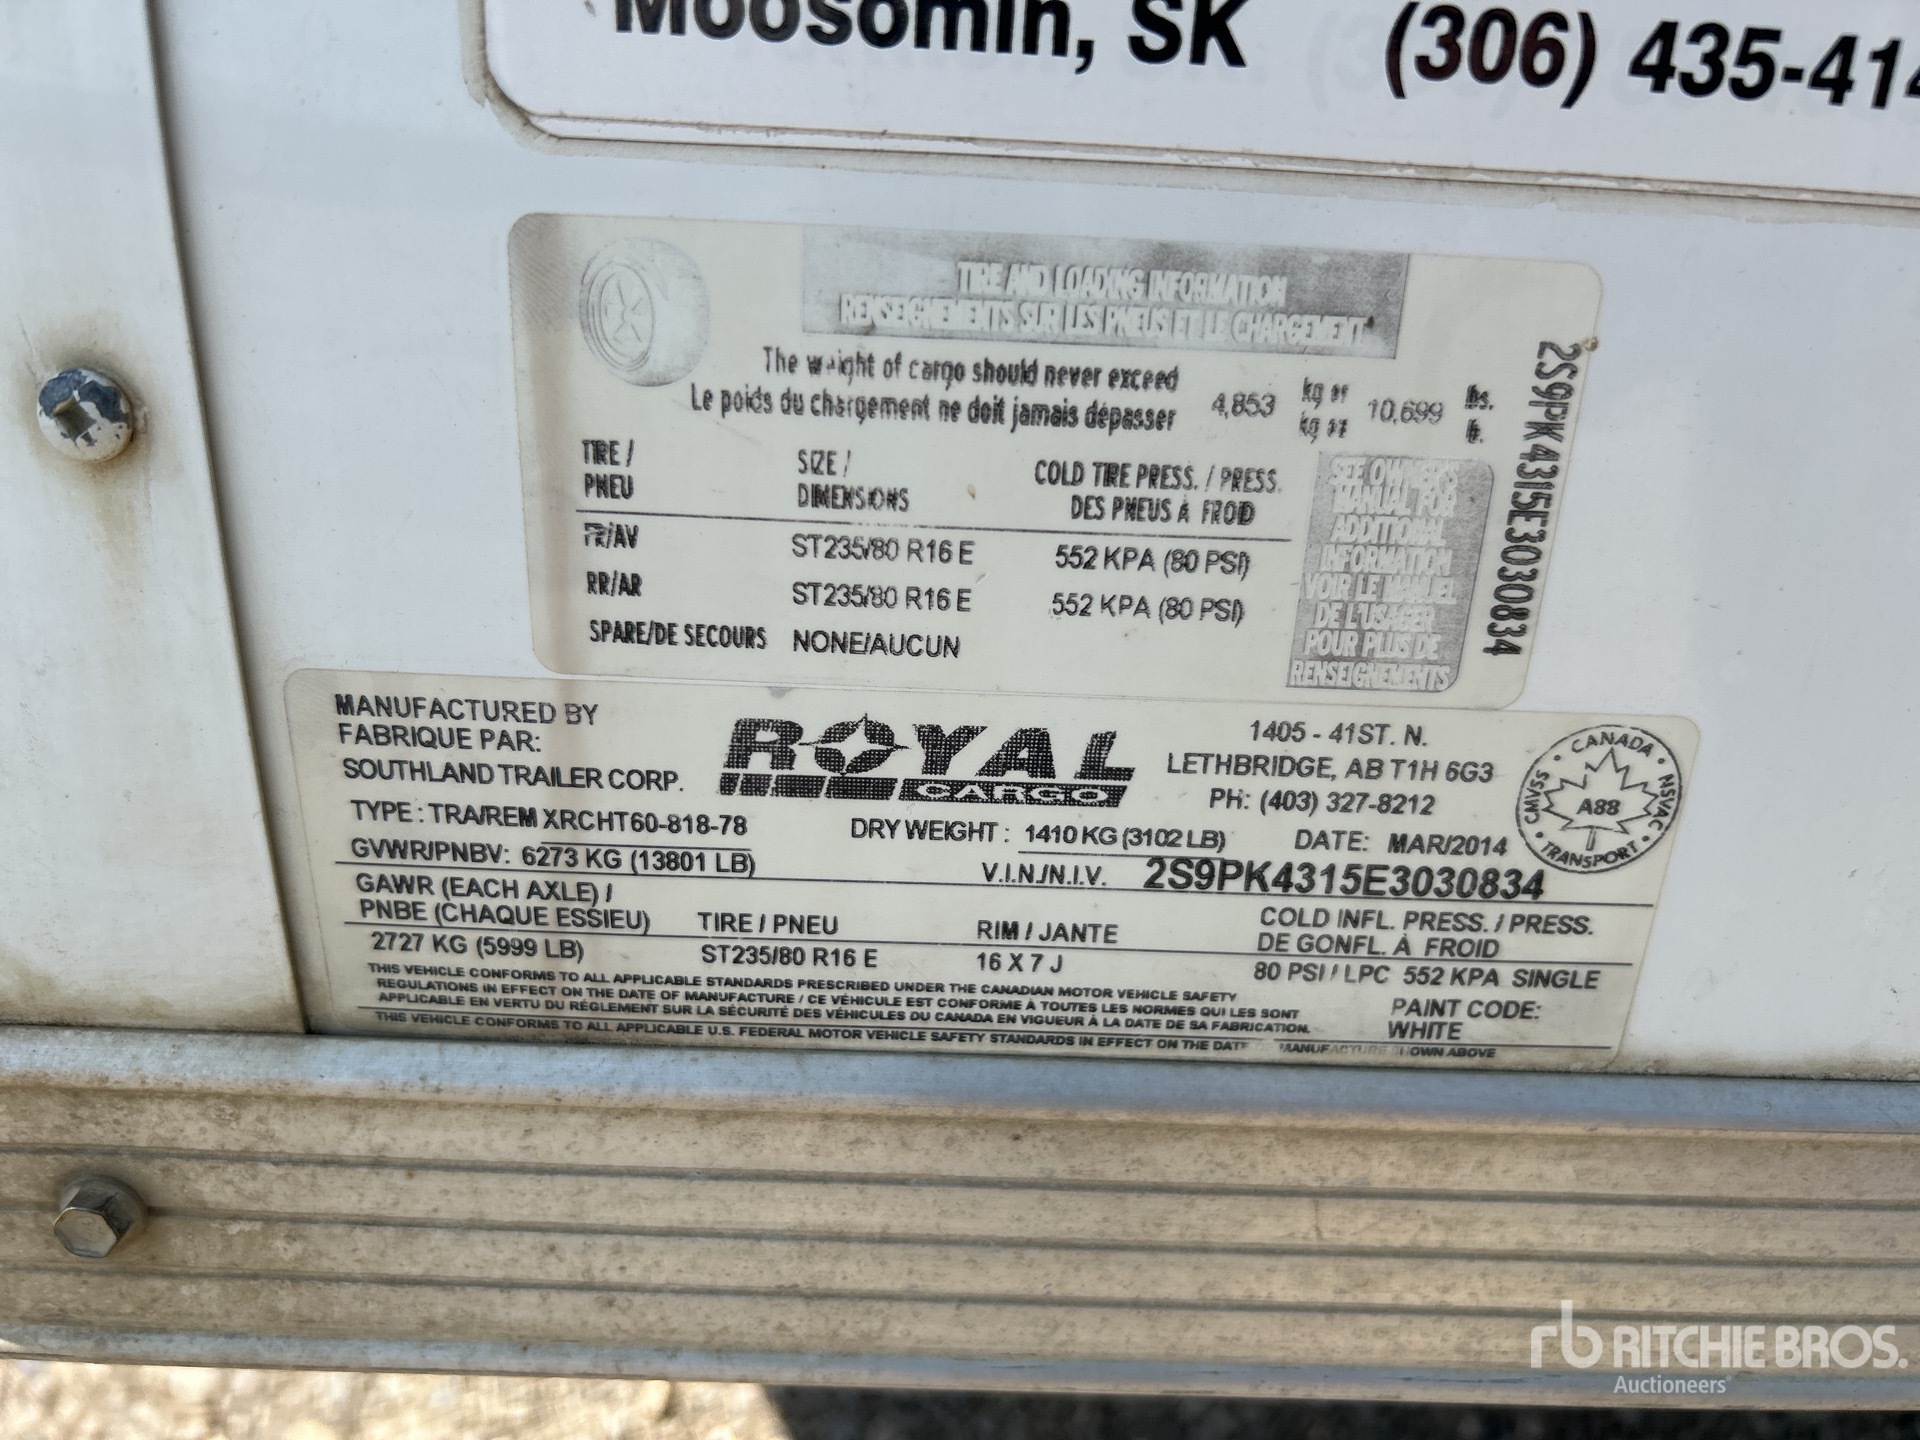 Moosomin, SK (306) 435-414
TIRE AND LOADING INFORMATION
RENSEIGNEMENTS SUR LES PNEUS ET LE CHARGEMENT
The weight of cargo should never exceed
Le poids du chargement ne doit jamais dépasser
4,853 kg or 10,699 lbs.
kg oz lb.
TIRE / PNEU
SIZE / DIMENSIONS
COLD TIRE PRESS. / PRESS. DES PNEUS À FROID
FR/AV ST235/80 R16 E 552 KPA (80 PSI)
RR/AR ST235/80 R16 E 552 KPA (80 PSI)
SPARE/DE SECOURS NONE/AUCUN
SEE OWNER'S
MANUAL FOR
ADDITIONAL
INFORMATION
VOIR LE MANUEL
DE L'USAGER
POUR PLUS DE
RENSEIGNEMENTS
2S9PK4315E3030834
MANUFACTURED BY
FABRIQUE PAR:
SOUTHLAND TRAILER CORP.
ROYAL
CARGO
1405 - 41ST. N.
LETHBRIDGE, AB T1H 6G3
PH: (403) 327-8212
CANADA
CMVSS
NSVAC
A88
TRANSPORT
TYPE : TRA/REM XRCHT60-818-78
DRY WEIGHT : 1410 KG (3102 LB) DATE: MAR/2014
GVWR/PNBV: 6273 KG (13801 LB) V.I.N./N.I.V. 2S9PK4315E3030834
GAWR (EACH AXLE) /
PNBE (CHAQUE ESSIEU) TIRE / PNEU RIM / JANTE
COLD INFL. PRESS. / PRESS.
DE GONFL. À FROID
2727 KG (5999 LB) ST235/80 R16 E 16 X 7 J 80 PSI / LPC 552 KPA SINGLE
THIS VEHICLE CONFORMS TO ALL APPLICABLE STANDARDS PRESCRIBED UNDER THE CANADIAN MOTOR VEHICLE SAFETY
REGULATIONS IN EFFECT ON THE DATE OF MANUFACTURE / CE VÉHICULE EST CONFORME À TOUTES LES NORMES QUI LES SONT
APPLICABLE EN VERTU DU RÉGLEMENT SUR LA SÉCURITÉ DES VÉHICULES DU CANADA EN VIGUEUR À LA DATE DE SA FABRICATION.
PAINT CODE:
WHITE
THIS VEHICLE CONFORMS TO ALL APPLICABLE U.S. FEDERAL MOTOR VEHICLE SAFETY STANDARDS IN EFFECT ON THE DATE OF MANUFACTURE SHOWN ABOVE
rb RITCHIE BROS.
Auctioneers